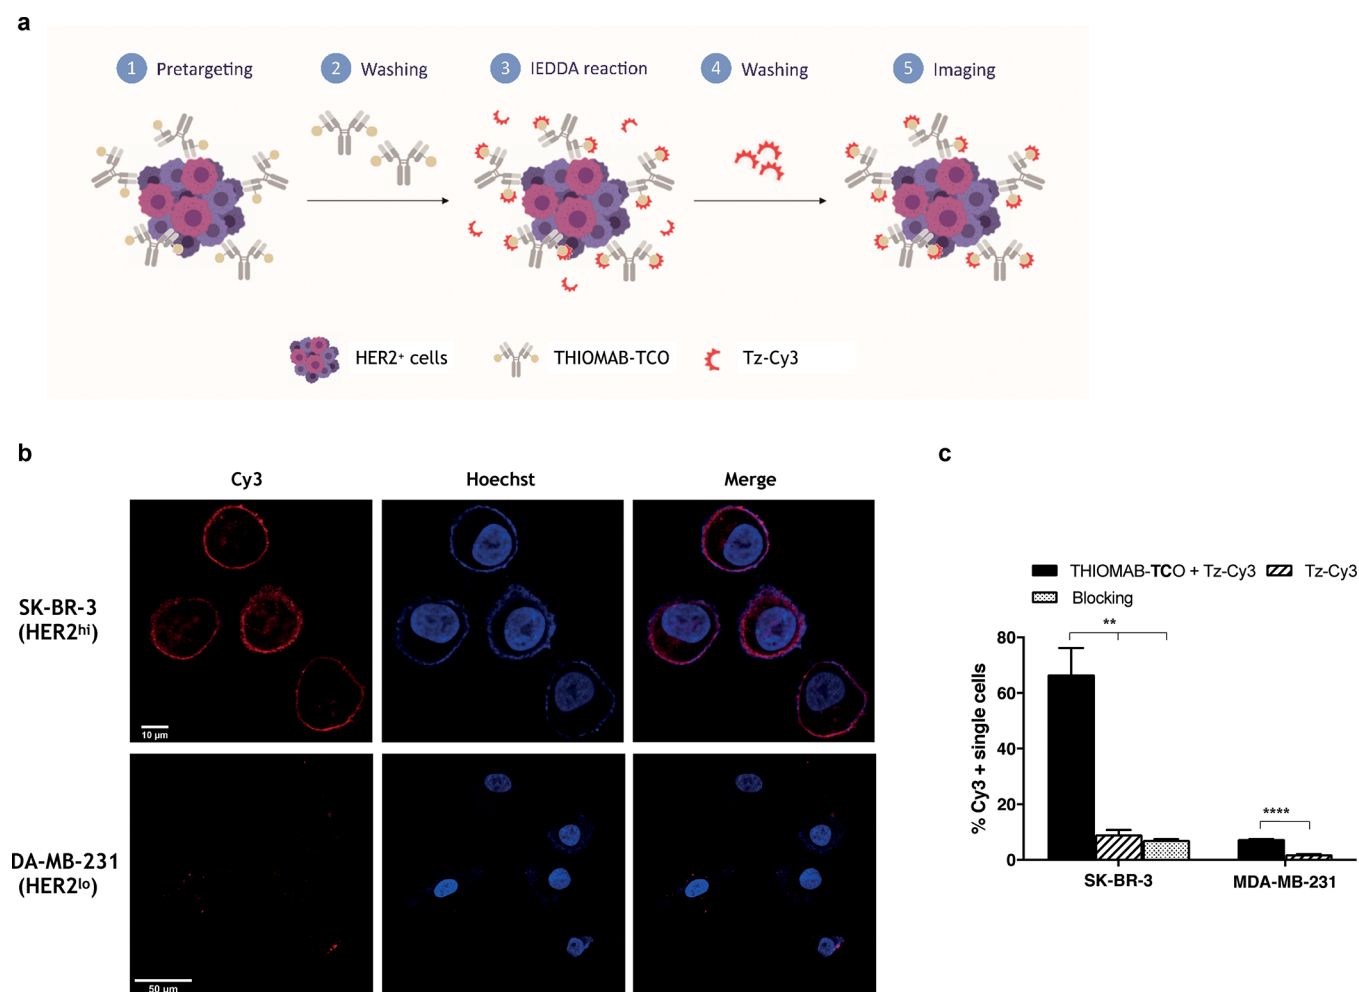 a
1 Pretargeting 2 Washing 3 IEDDA reaction 4 Washing 5 Imaging
HER2⁺ cells THIOMAB-TCO Tz-Cy3
b
Cy3 Hoechst Merge
SK-BR-3
(HER2ʰⁱ)
10 µm
DA-MB-231
(HER2ˡᵒ)
50 µm
c
THIOMAB-TCO + Tz-Cy3 Tz-Cy3
Blocking
% Cy3 + single cells
80
60
40
20
0
**
****
SK-BR-3 MDA-MB-231